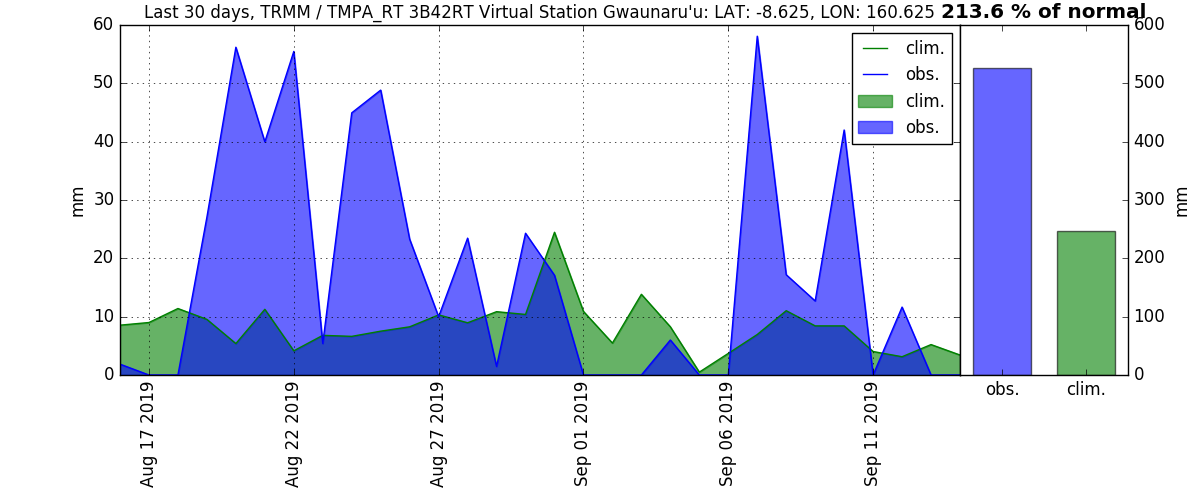 Last 30 days, TRMM / TMPA_RT 3B42RT Virtual Station Gwaunaru'u: LAT: -8.625, LON: 160.625 213.6 % of normal
60
50
40
30
20
10
0
mm
clim.
obs.
clim.
obs.
600
500
400
300
200
100
0
mm
Aug 17 2019
Aug 22 2019
Aug 27 2019
Sep 01 2019
Sep 06 2019
Sep 11 2019
obs.
clim.